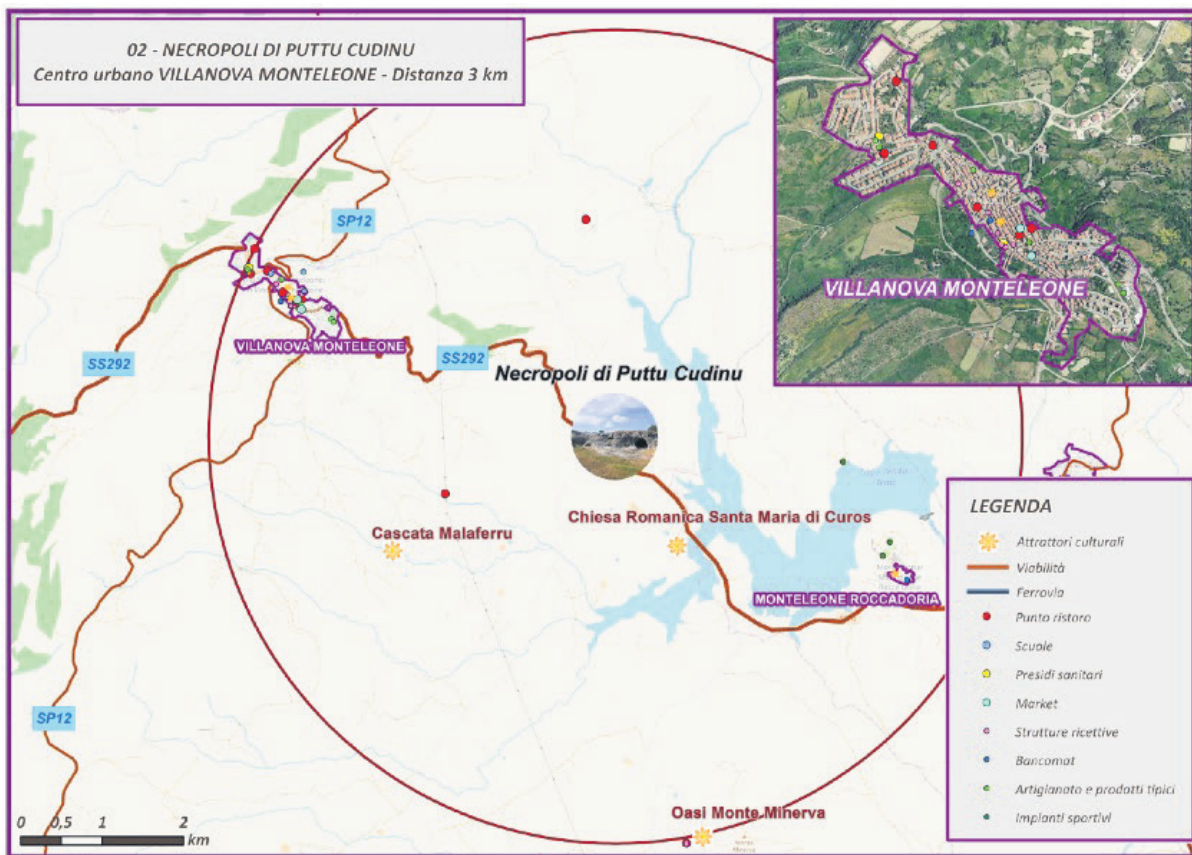 02 - NECROPOLI DI PUTTU CUDINU
Centro urbano VILLANOVA MONTELEONE - Distanza 3 km
VILLANOVA MONTELEONE
SP12
SS292
VILLANOVA MONTELEONE
SS292
Necropoli di Puttu Cudinu
Cascata Malaferru
Chiesa Romanica Santa Maria di Curos
MONTELEONE ROCCADORIA
SP12
Oasi Monte Minerva
0 0,5 1 2
km
LEGENDA
Attrattori culturali
Viabilità
Ferrovia
Punto ristoro
Scuole
Presidi sanitari
Market
Strutture ricettive
Bancomat
Artigianato e prodotti tipici
Impianti sportivi